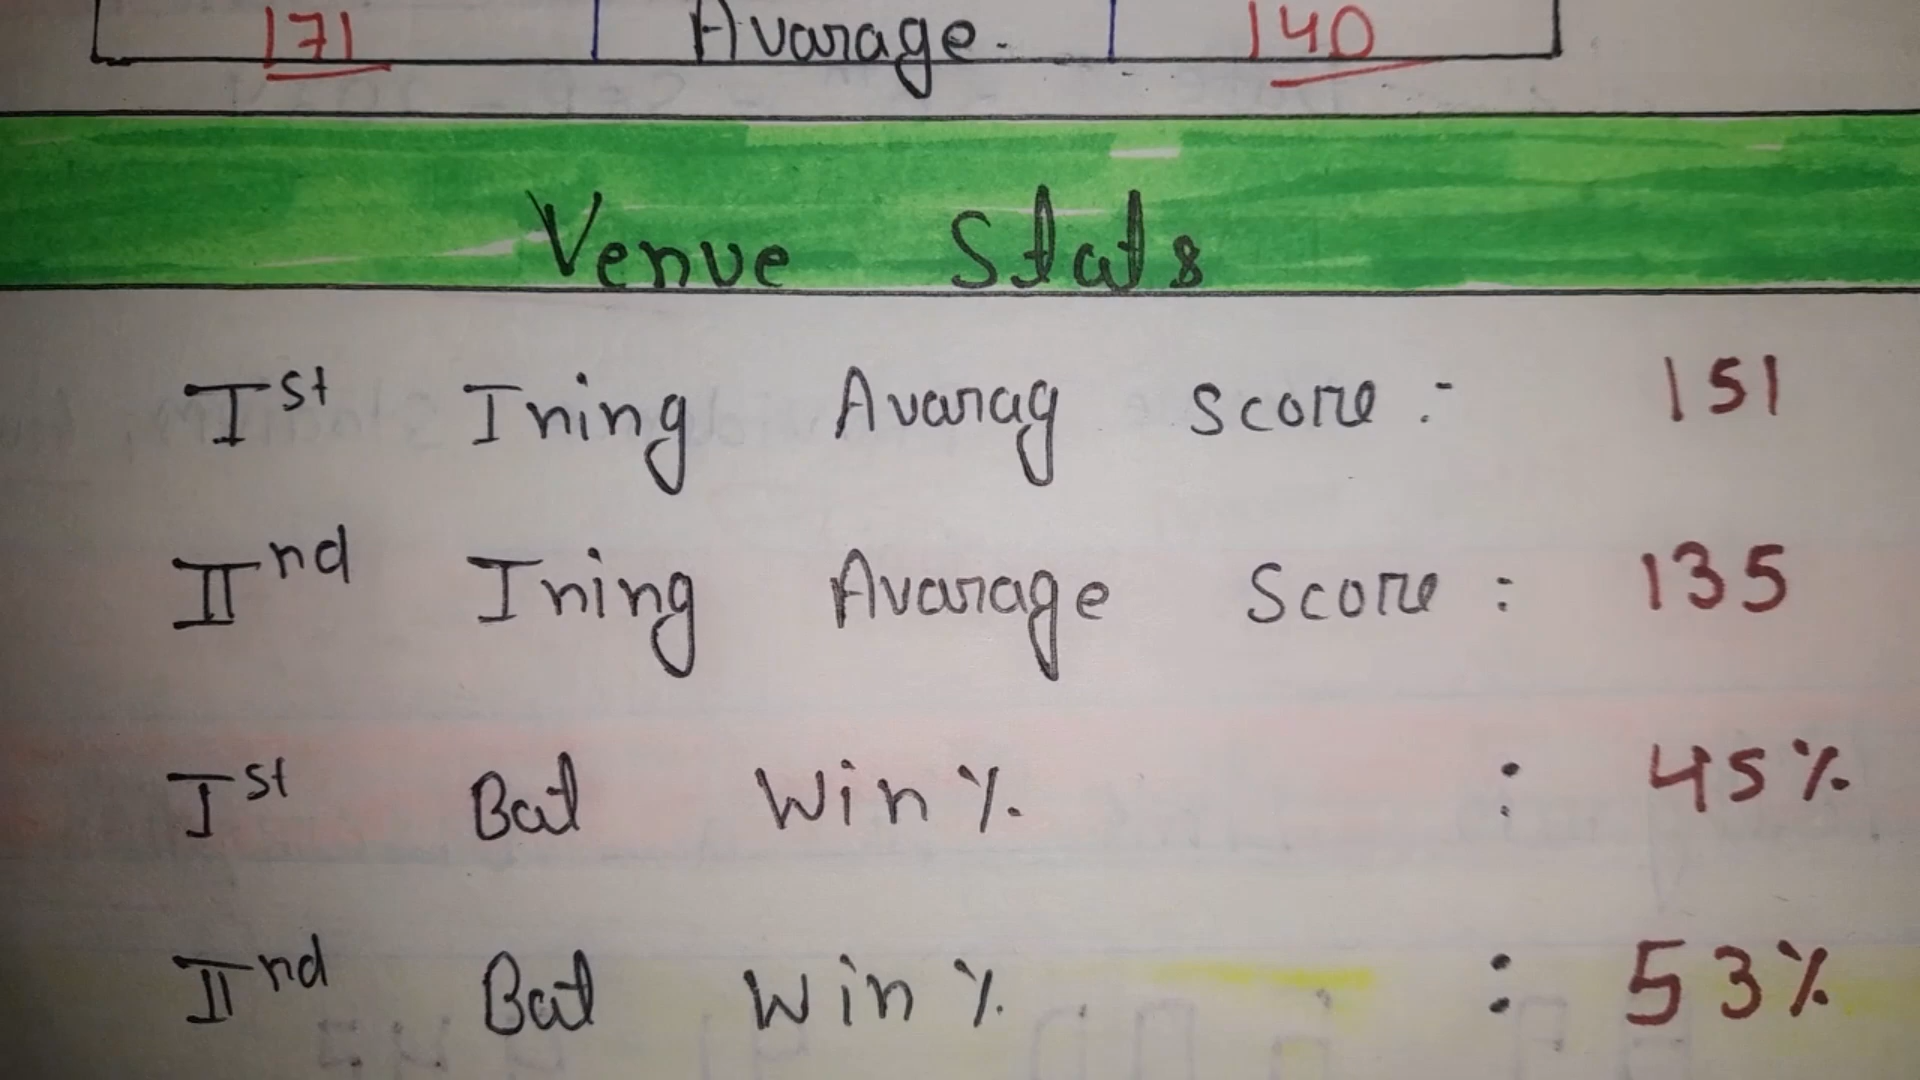 171 Avarage. 140
Venue Stats
Ist Ining Avarag score :- 151
IInd Ining Avarage Score : 135
Ist Bat Win % : 45%
IInd Bat Win % : 53%